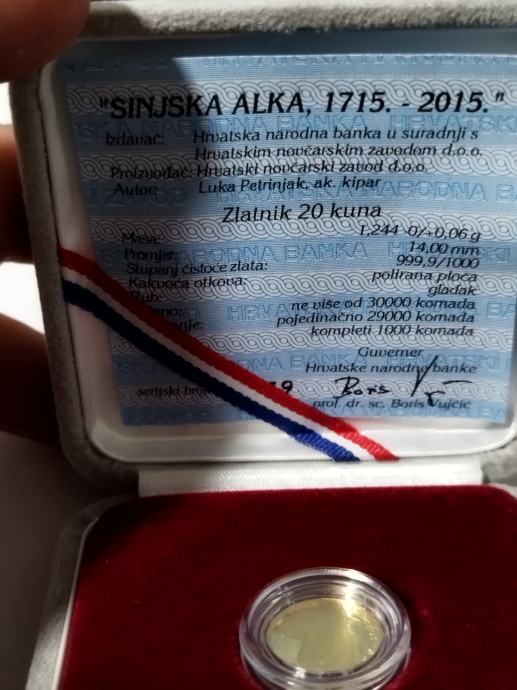 "SINJSKA ALKA, 1715. - 2015."
Izdavač: Hrvatska narodna banka u suradnji s
Hrvatskim novčarskim zavodom d.o.o.
Proizvođač: Hrvatski novčarski zavod d.o.o.
Autor: Luka Petrinjak, ak. kipar
Zlatnik 20 kuna
Masa: 1,244 -0/+0,06 g
Promjer: 14,00 mm
Stupanj čistoće zlata: 999,9/1000
Kakvoća otkova: polirana ploča
Rub: gladak
ne više od 30000 komada
pojedinačno 29000 komada
kompleti 1000 komada
Guverner
Hrvatske narodne banke
serijski broj
Boris
prof. dr. sc. Boris Vujčić